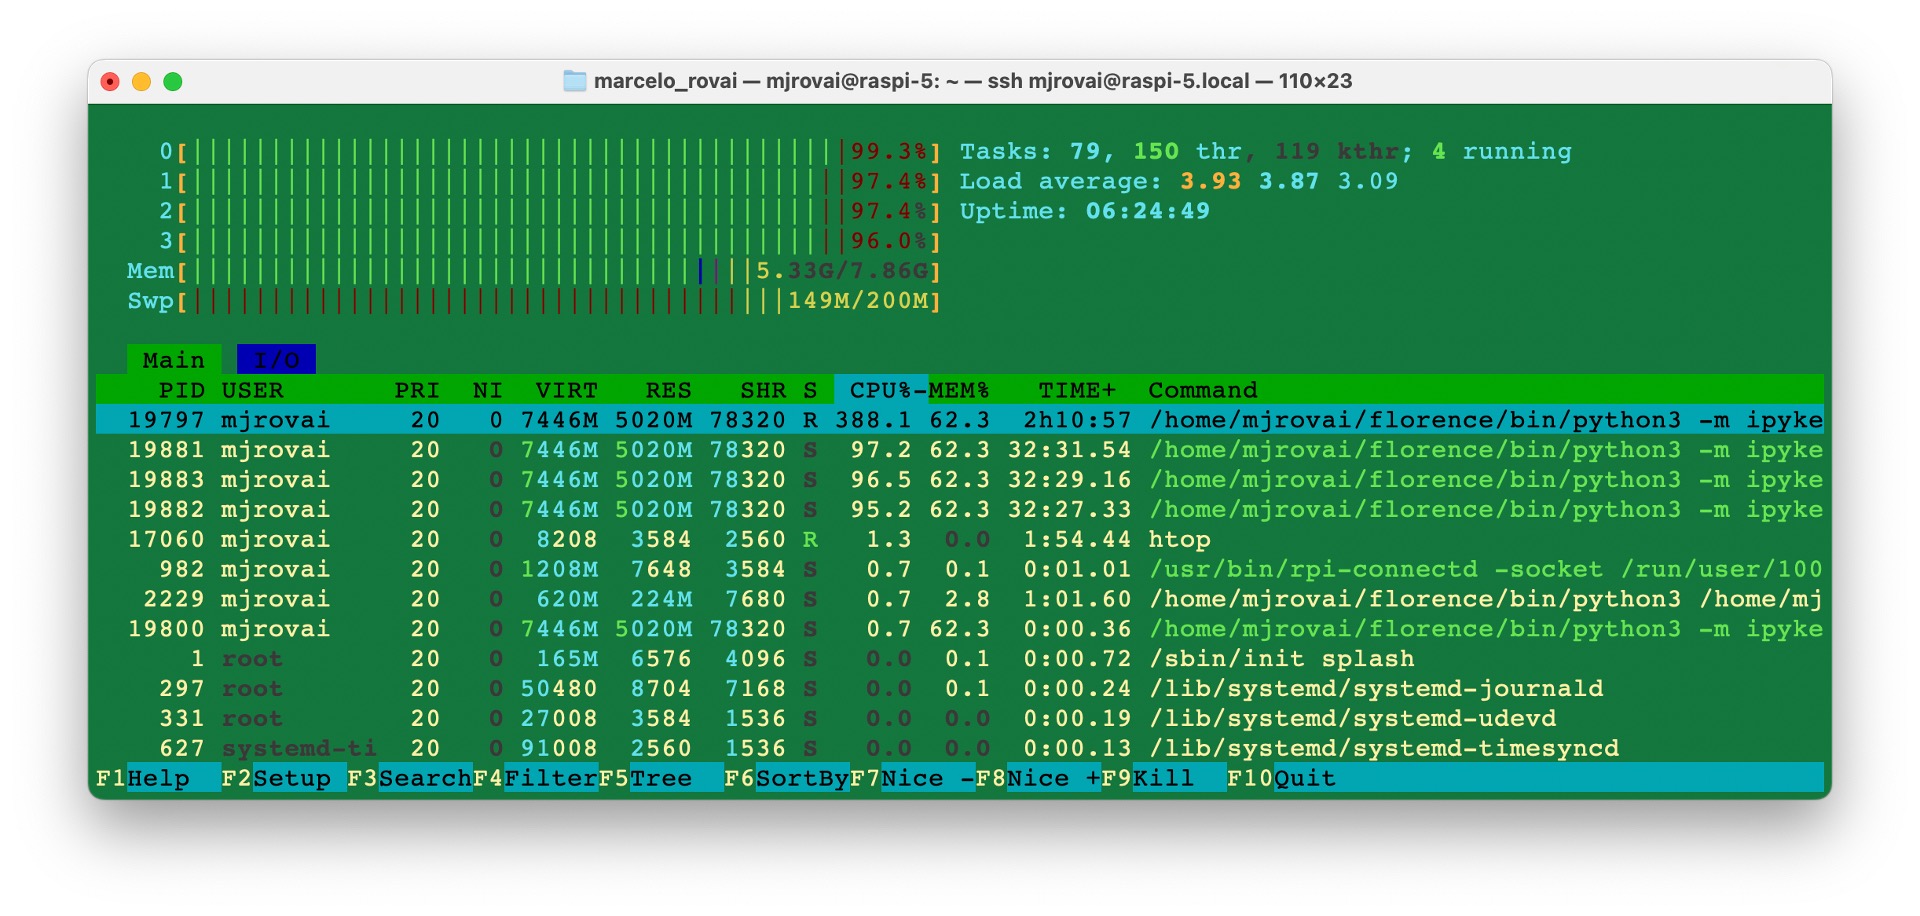 marcelo_rovai — mjrovai@raspi-5: ~ — ssh mjrovai@raspi-5.local — 110×23
0[||||||||||||||||||||||||||||||||||||||||||99.3%] Tasks: 79, 150 thr, 119 kthr; 4 running
1[||||||||||||||||||||||||||||||||||||||||||97.4%] Load average: 3.93 3.87 3.09
2[||||||||||||||||||||||||||||||||||||||||||97.4%] Uptime: 06:24:49
3[||||||||||||||||||||||||||||||||||||||||||96.0%]
Mem[||||||||||||||||||||||||||||||||||||5.33G/7.86G]
Swp[||||||||||||||||||||||||||||||||||||||149M/200M]
Main I/O
PID USER PRI NI VIRT RES SHR S CPU%-MEM% TIME+ Command
19797 mjrovai 20 0 7446M 5020M 78320 R 388.1 62.3 2h10:57 /home/mjrovai/florence/bin/python3 -m ipyke
19881 mjrovai 20 0 7446M 5020M 78320 S 97.2 62.3 32:31.54 /home/mjrovai/florence/bin/python3 -m ipyke
19883 mjrovai 20 0 7446M 5020M 78320 S 96.5 62.3 32:29.16 /home/mjrovai/florence/bin/python3 -m ipyke
19882 mjrovai 20 0 7446M 5020M 78320 S 95.2 62.3 32:27.33 /home/mjrovai/florence/bin/python3 -m ipyke
17060 mjrovai 20 0 8208 3584 2560 R 1.3 0.0 1:54.44 htop
982 mjrovai 20 0 1208M 7648 3584 S 0.7 0.1 0:01.01 /usr/bin/rpi-connectd -socket /run/user/100
2229 mjrovai 20 0 620M 224M 7680 S 0.7 2.8 1:01.60 /home/mjrovai/florence/bin/python3 /home/mj
19800 mjrovai 20 0 7446M 5020M 78320 S 0.7 62.3 0:00.36 /home/mjrovai/florence/bin/python3 -m ipyke
1 root 20 0 165M 6576 4096 S 0.0 0.1 0:00.72 /sbin/init splash
297 root 20 0 50480 8704 7168 S 0.0 0.1 0:00.24 /lib/systemd/systemd-journald
331 root 20 0 27008 3584 1536 S 0.0 0.0 0:00.19 /lib/systemd/systemd-udevd
627 systemd-ti 20 0 91008 2560 1536 S 0.0 0.0 0:00.13 /lib/systemd/systemd-timesyncd
F1Help F2Setup F3SearchF4FilterF5Tree F6SortByF7Nice -F8Nice +F9Kill F10Quit